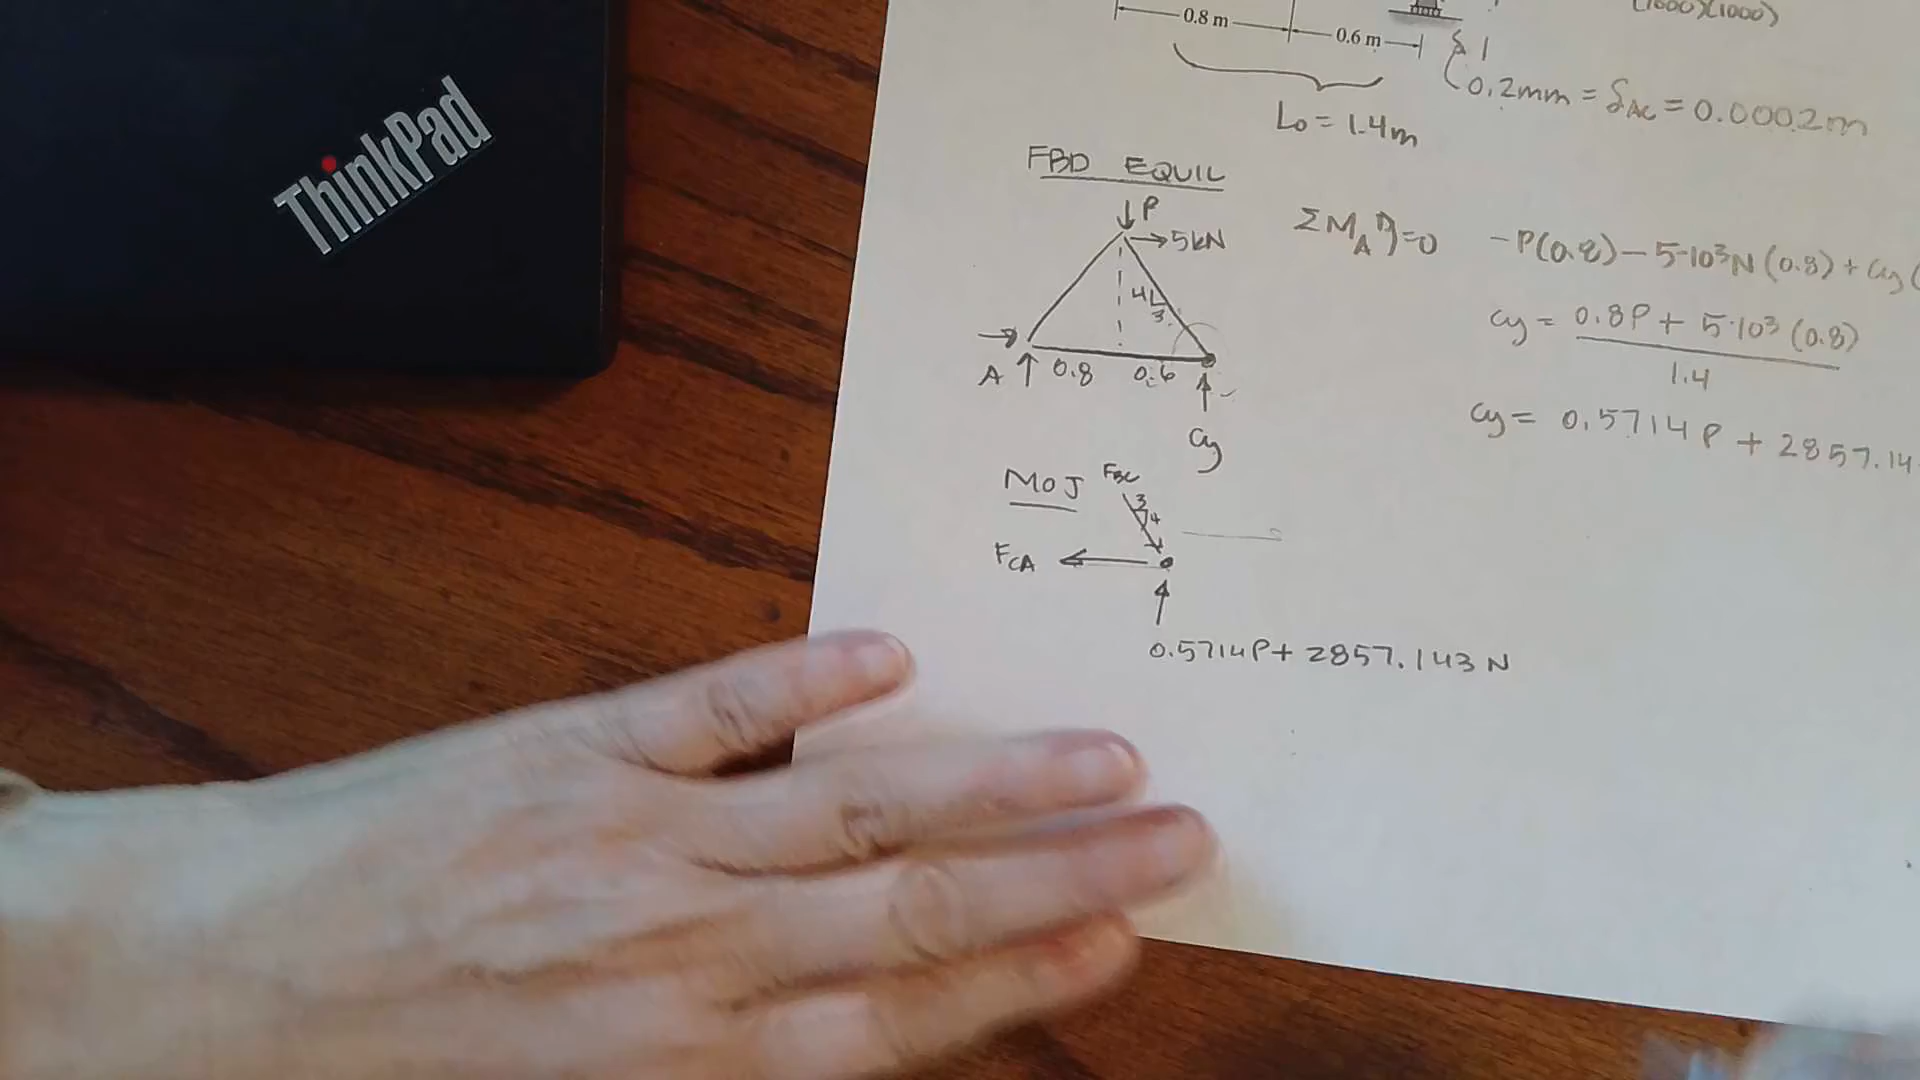 ThinkPad
(1000)(1000)
0.8 m
0.6 m
0.2mm = δAC = 0.0002m
Lo = 1.4m
FBD EQUIL
P
5kN
4
3
A
0.8
0.6
Cy
ΣMA = 0
-P(0.8) - 5·10³N (0.8) + Cy (
Cy = 0.8P + 5·10³ (0.8)
1.4
Cy = 0.5714P + 2857.14
MOJ
FBC
3
4
FCA
0.5714P + 2857.143 N